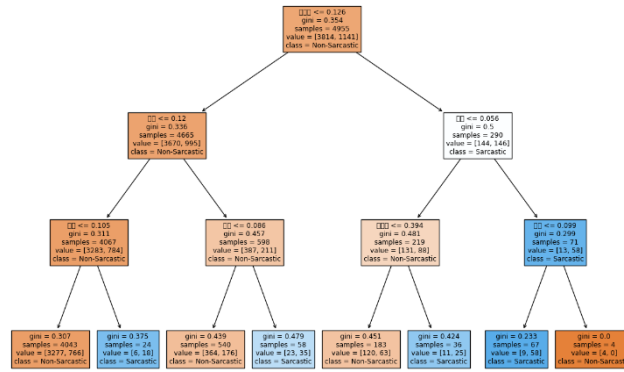 <= 0.126
gini = 0.354
samples = 4955
value = [3814, 1141]
class = Non-Sarcastic
<= 0.12
gini = 0.336
samples = 4665
value = [3670, 995]
class = Non-Sarcastic
<= 0.056
gini = 0.5
samples = 290
value = [144, 146]
class = Sarcastic
<= 0.105
gini = 0.311
samples = 4067
value = [3283, 784]
class = Non-Sarcastic
<= 0.086
gini = 0.457
samples = 598
value = [387, 211]
class = Non-Sarcastic
<= 0.394
gini = 0.481
samples = 219
value = [131, 88]
class = Non-Sarcastic
<= 0.099
gini = 0.299
samples = 71
value = [13, 58]
class = Sarcastic
gini = 0.307
samples = 4043
value = [3277, 766]
class = Non-Sarcastic
gini = 0.375
samples = 24
value = [6, 18]
class = Sarcastic
gini = 0.439
samples = 540
value = [364, 176]
class = Non-Sarcastic
gini = 0.479
samples = 58
value = [23, 35]
class = Sarcastic
gini = 0.451
samples = 183
value = [120, 63]
class = Non-Sarcastic
gini = 0.424
samples = 36
value = [11, 25]
class = Sarcastic
gini = 0.233
samples = 67
value = [9, 58]
class = Sarcastic
gini = 0.0
samples = 4
value = [4, 0]
class = Non-Sarcastic